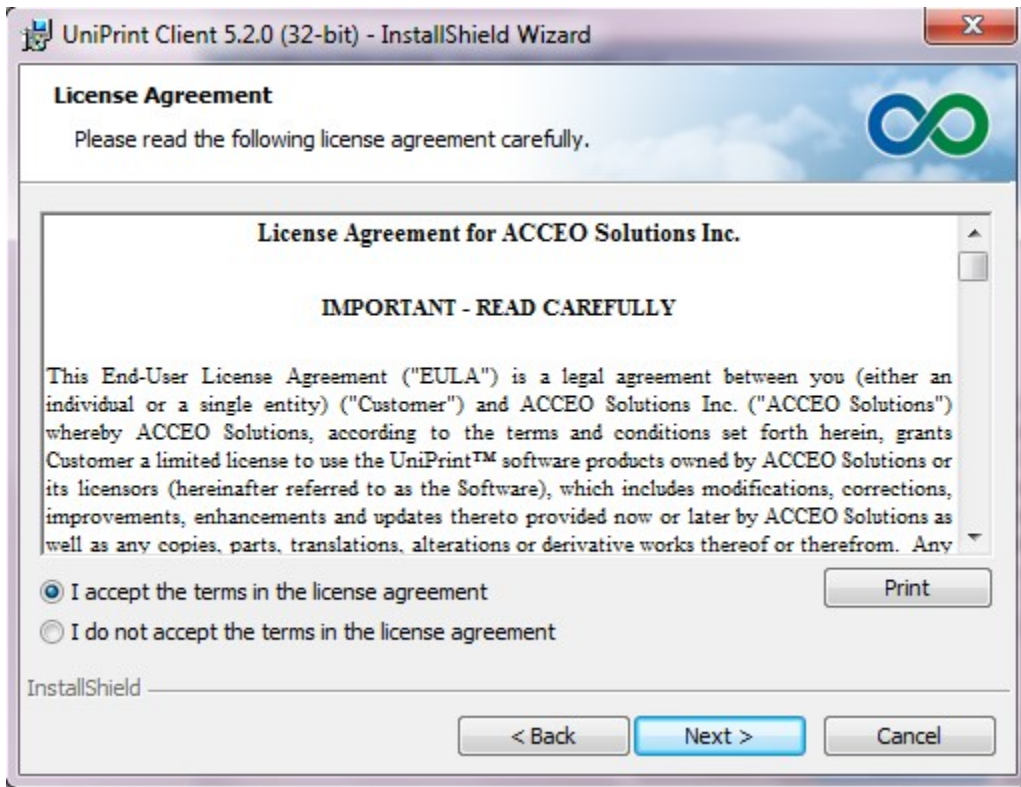 UniPrint Client 5.2.0 (32-bit) - InstallShield Wizard
License Agreement
Please read the following license agreement carefully.
License Agreement for ACCEO Solutions Inc.
IMPORTANT - READ CAREFULLY
This End-User License Agreement ("EULA") is a legal agreement between you (either an
individual or a single entity) ("Customer") and ACCEO Solutions Inc. ("ACCEO Solutions")
whereby ACCEO Solutions, according to the terms and conditions set forth herein, grants
Customer a limited license to use the UniPrint™ software products owned by ACCEO Solutions or
its licensors (hereinafter referred to as the Software), which includes modifications, corrections,
improvements, enhancements and updates thereto provided now or later by ACCEO Solutions as
well as any copies, parts, translations, alterations or derivative works thereof or therefrom. Any
I accept the terms in the license agreement
Print
I do not accept the terms in the license agreement
InstallShield
< Back Next > Cancel